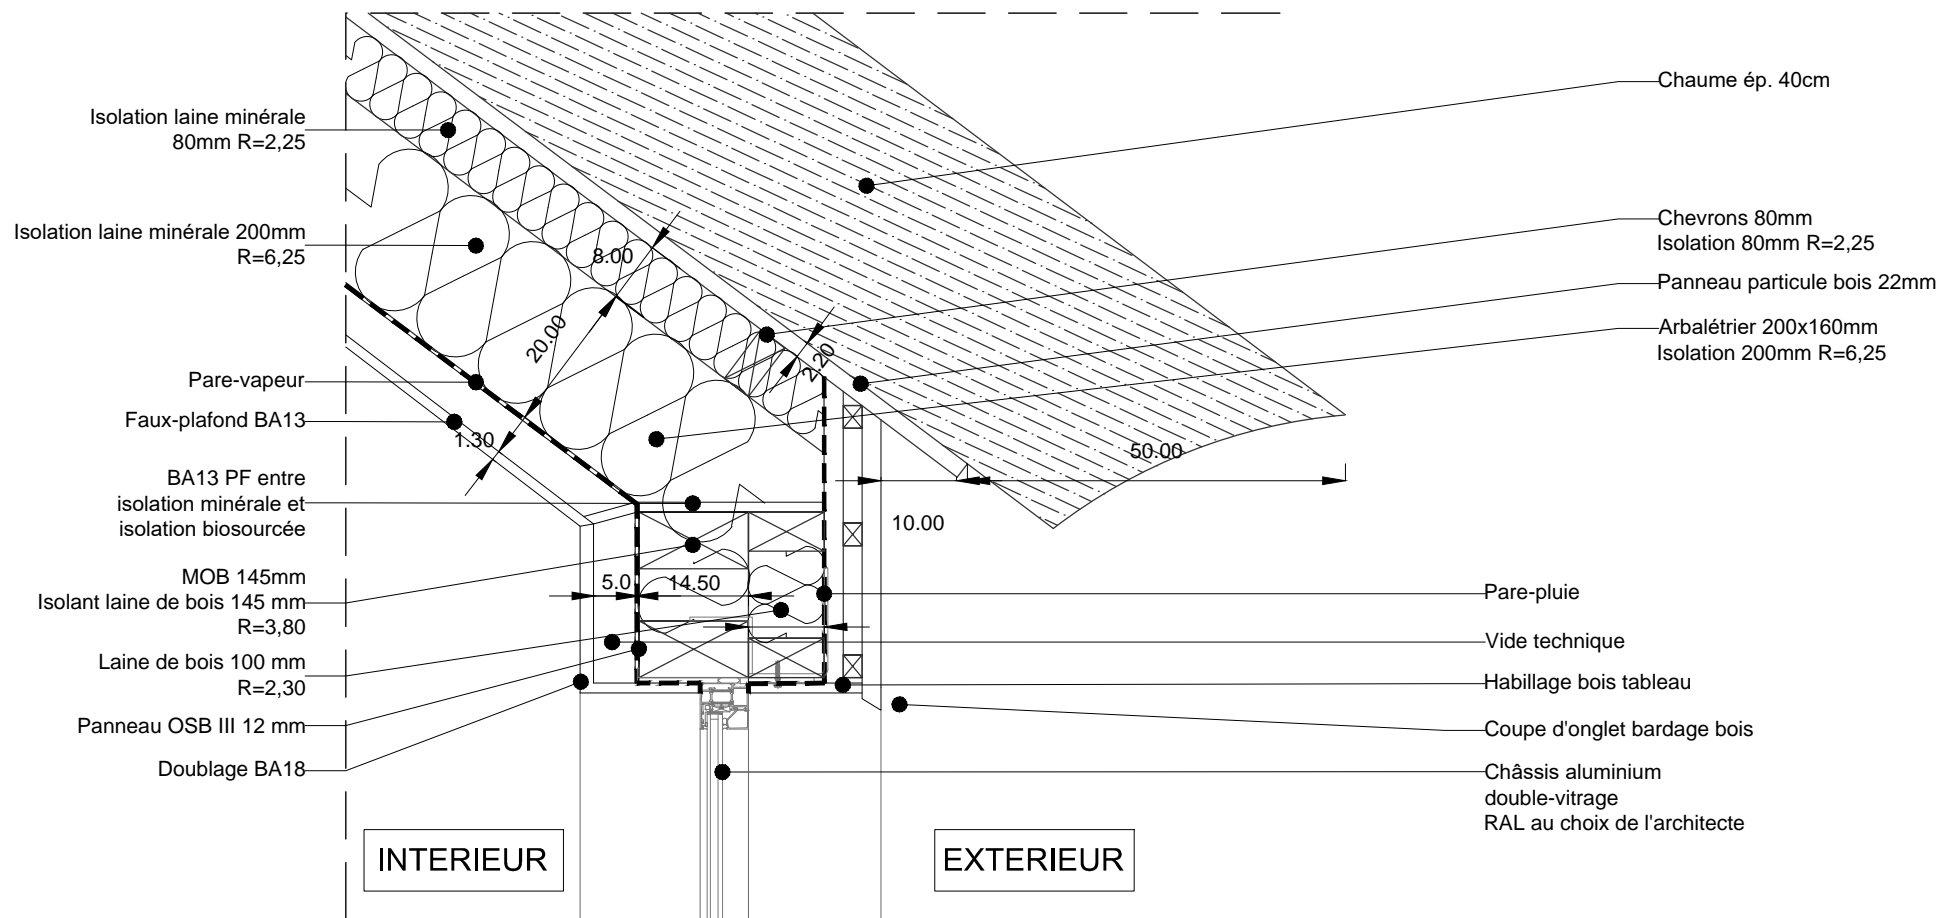 Isolation laine minérale
80mm R=2,25
Isolation laine minérale 200mm
R=6,25
Pare-vapeur
Faux-plafond BA13
BA13 PF entre
isolation minérale et
isolation biosourcée
MOB 145mm
Isolant laine de bois 145 mm
R=3,80
Laine de bois 100 mm
R=2,30
Panneau OSB III 12 mm
Doublage BA18
8.00
20.00
2.20
1.30
50.00
10.00
5.0
14.50
Chaume ép. 40cm
Chevrons 80mm
Isolation 80mm R=2,25
Panneau particule bois 22mm
Arbalétrier 200x160mm
Isolation 200mm R=6,25
Pare-pluie
Vide technique
Habillage bois tableau
Coupe d'onglet bardage bois
Châssis aluminium
double-vitrage
RAL au choix de l'architecte
INTERIEUR
EXTERIEUR